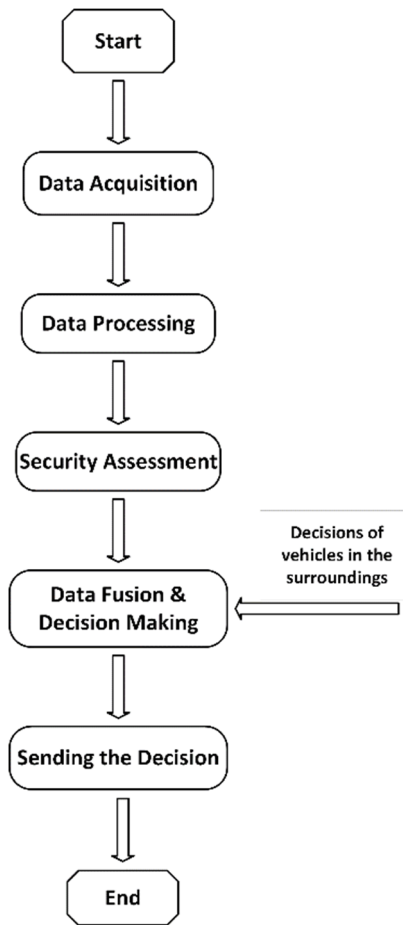 Start
Data Acquisition
Data Processing
Security Assessment
Decisions of
vehicles in the
surroundings
Data Fusion &
Decision Making
Sending the Decision
End